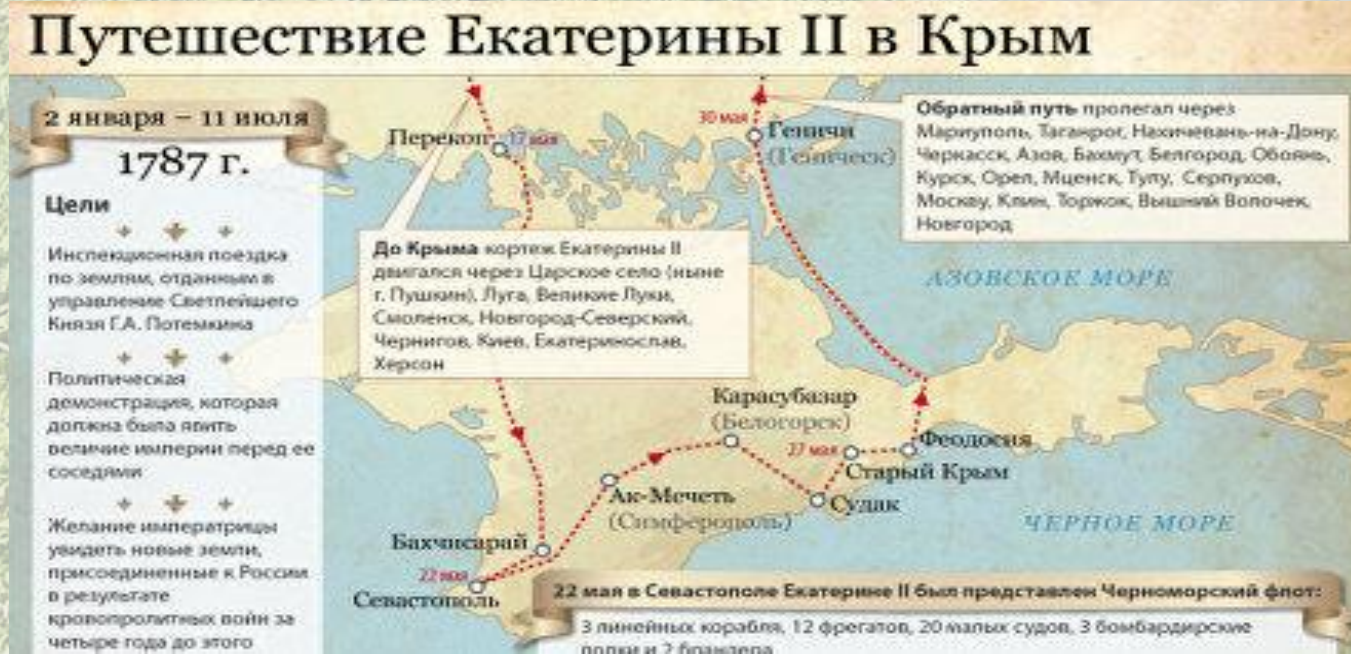 Путешествие Екатерины II в Крым
2 января – 11 июля
1787 г.
Цели
Инспекционная поездка
по землям, отданным в
управление Светлейшего
Князя Г.А. Потемкина
Политическая
демонстрация, которая
должна была явить
величие империи перед ее
соседями
Желание императрицы
увидеть новые земли,
присоединенные к России
в результате
кровопролитных войн за
четыре года до этого
Перекоп
17 мая
До Крыма кортеж Екатерины II
двигался через Царское село (ныне
г. Пушкин), Луга, Великие Луки,
Смоленск, Новгород-Северский,
Чернигов, Киев, Екатеринослав,
Херсон
30 мая
Геничи
(Геническ)
Обратный путь пролегал через
Мариуполь, Таганрог, Нахичевань-на-Дону,
Черкасск, Азов, Бахмут, Белгород, Обоянь,
Курск, Орел, Мценск, Тулу, Серпухов,
Москву, Клин, Торжок, Вышний Волочек,
Новгород
АЗОВСКОЕ МОРЕ
Карасубазар
(Белогорск)
27 мая
Феодосия
Старый Крым
Судак
Ак-Мечеть
(Симферополь)
ЧЕРНОЕ МОРЕ
Бахчисарай
22 мая
Севастополь
22 мая в Севастополе Екатерине II был представлен Черноморский флот:
3 линейных корабля, 12 фрегатов, 20 малых судов, 3 бомбардирские
лодки и 2 брандера